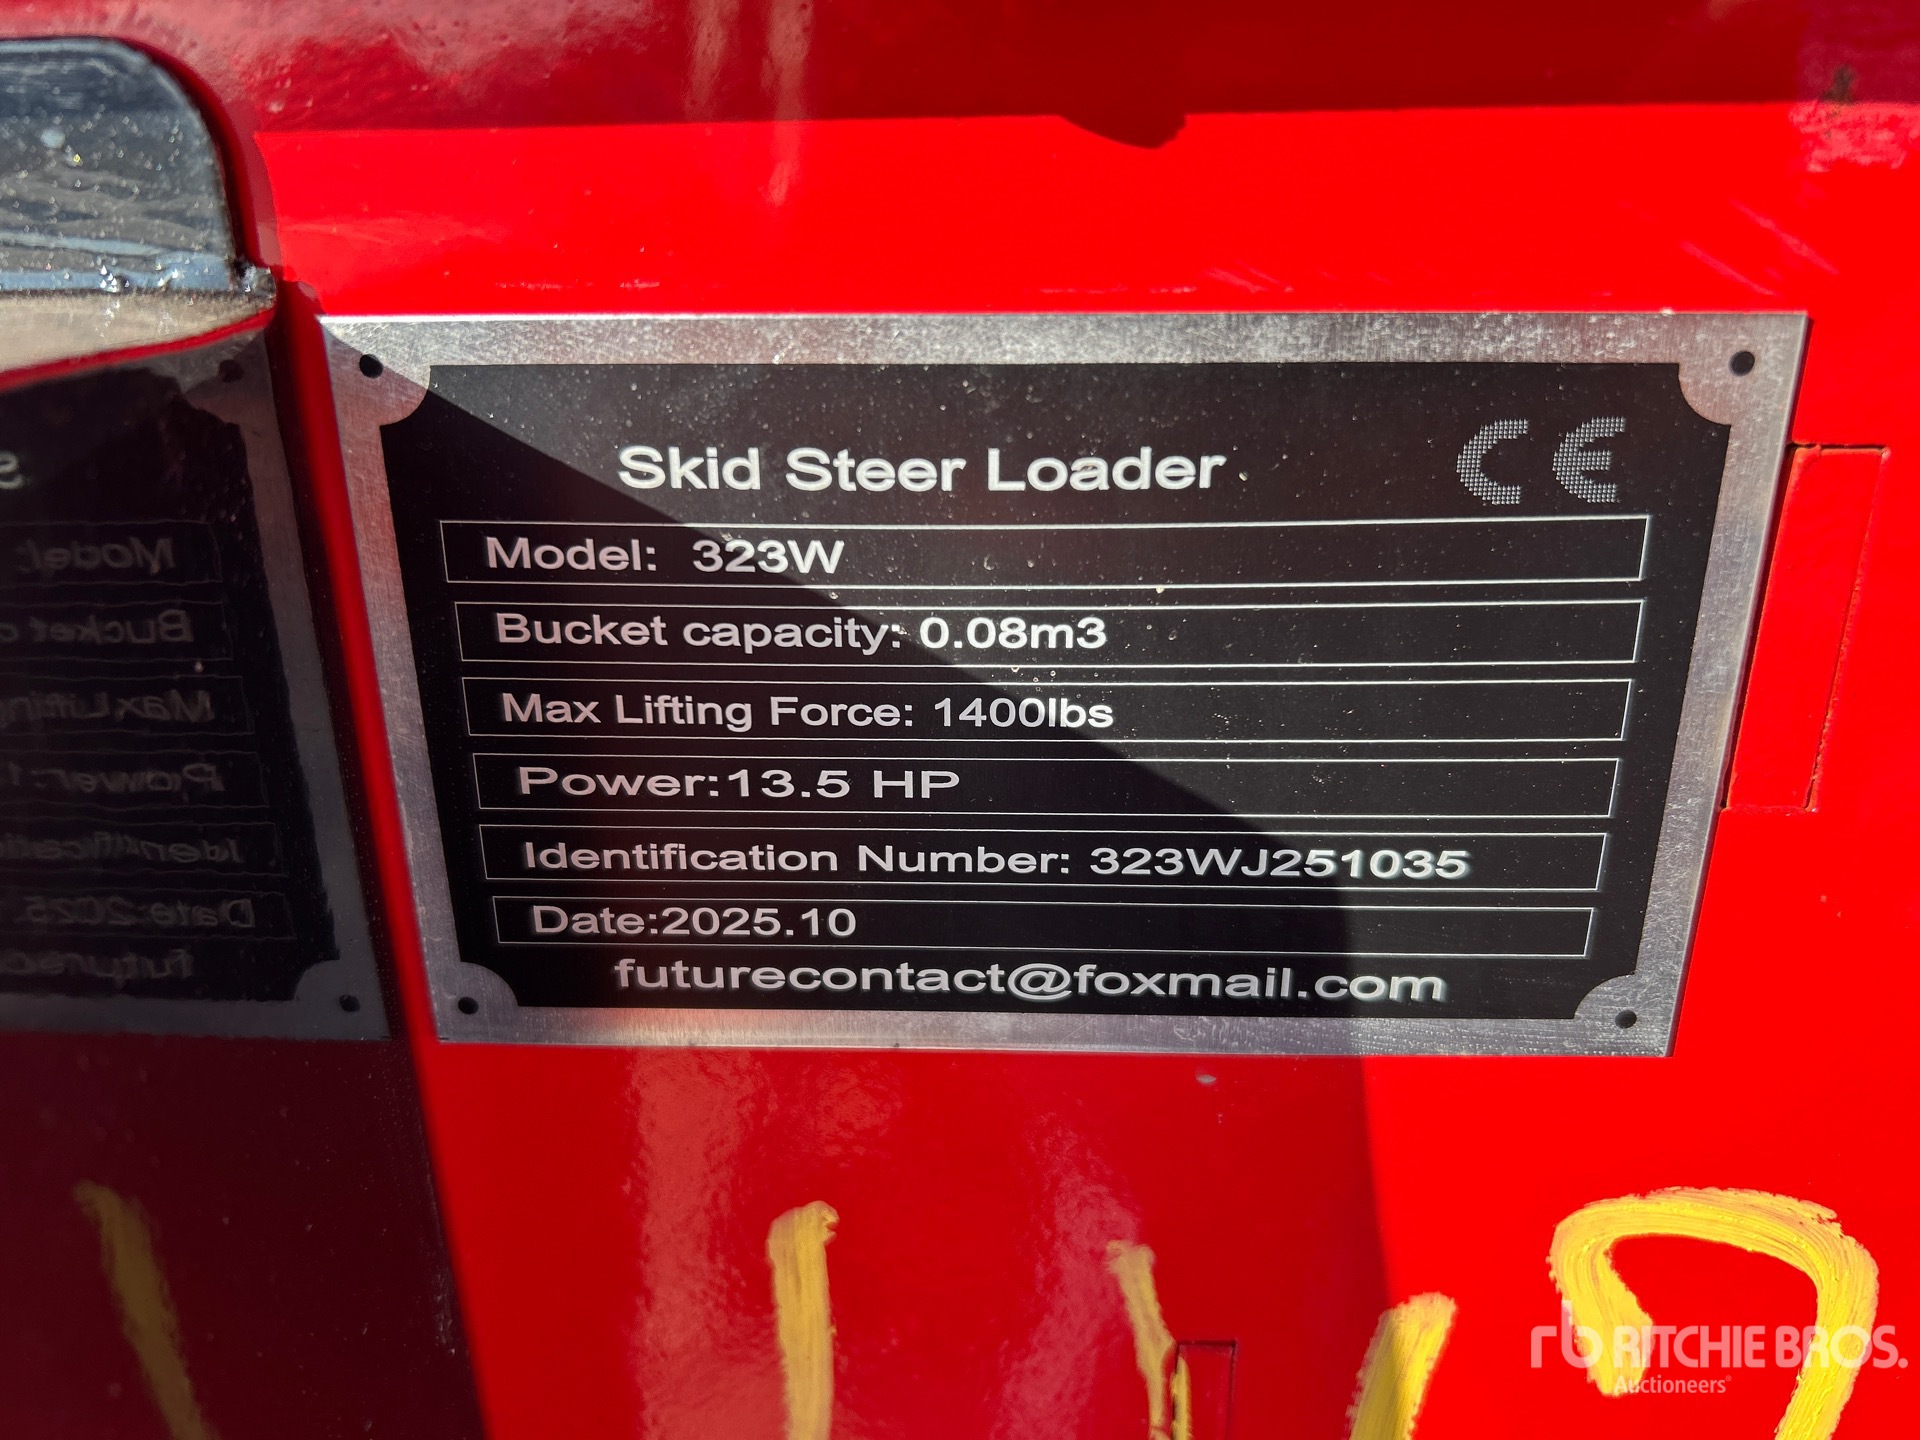 Skid Steer Loader CE
Model: 323W
Bucket capacity: 0.08m3
Max Lifting Force: 1400lbs
Power:13.5 HP
Identification Number: 323WJ251035
Date:2025.10
futurecontact@foxmail.com
rb RITCHIE BROS.
Auctioneers